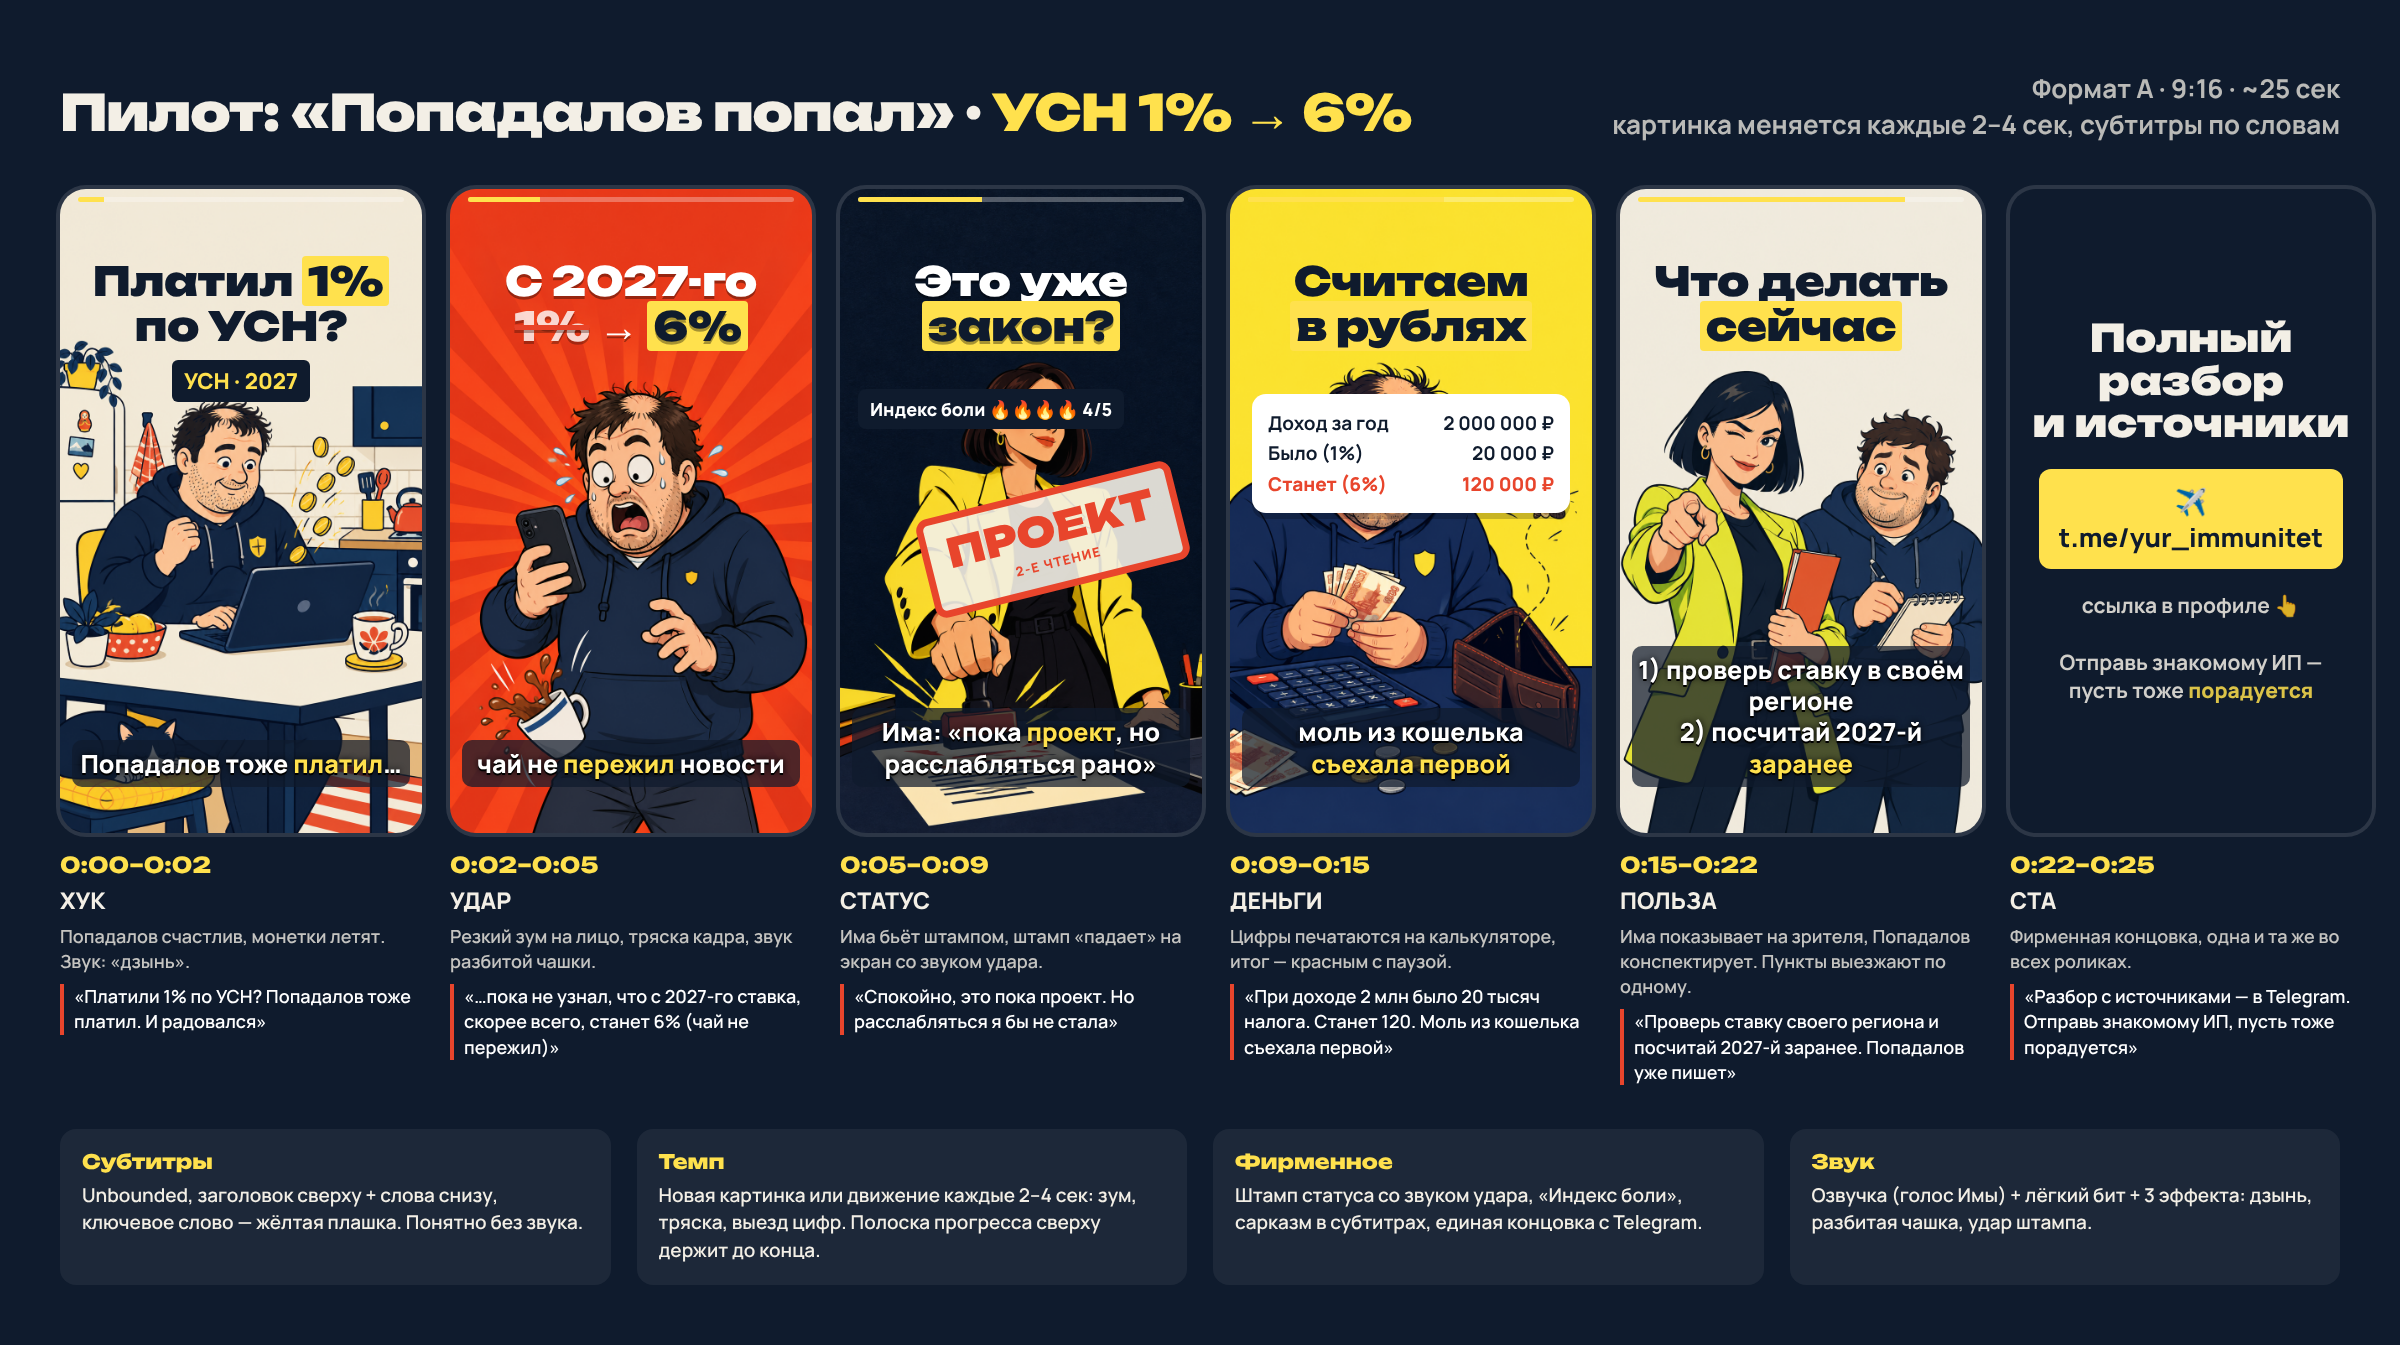 Пилот: «Попадалов попал» · УСН 1% → 6%
Формат А · 9:16 · ~25 сек
картинка меняется каждые 2–4 сек, субтитры по словам
Платил 1%
по УСН?
УСН · 2027
Попадалов тоже платил...
0:00–0:02
ХУК
Попадалов счастлив, монетки летят.
Звук: «дзынь».
«Платили 1% по УСН? Попадалов тоже
платил. И радовался»
С 2027-го
1% → 6%
чай не пережил новости
0:02–0:05
УДАР
Резкий зум на лицо, тряска кадра, звук
разбитой чашки.
«...пока не узнал, что с 2027-го ставка,
скорее всего, станет 6% (чай не
пережил)»
Это уже
закон?
Индекс боли 🔥🔥🔥🔥 4/5
ПРОЕКТ
2-Е ЧТЕНИЕ
Има: «пока проект, но
расслабляться рано»
0:05–0:09
СТАТУС
Има бьёт штампом, штамп «падает» на
экран со звуком удара.
«Спокойно, это пока проект. Но
расслабляться я бы не стала»
Считаем
в рублях
Доход за год 2 000 000 ₽
Было (1%) 20 000 ₽
Станет (6%) 120 000 ₽
моль из кошелька
съехала первой
0:09–0:15
ДЕНЬГИ
Цифры печатаются на калькуляторе,
итог — красным с паузой.
«При доходе 2 млн было 20 тысяч
налога. Станет 120. Моль из кошелька
съехала первой»
Что делать
сейчас
1) проверь ставку в своём
регионе
2) посчитай 2027-й
заранее
0:15–0:22
ПОЛЬЗА
Има показывает на зрителя, Попадалов
конспектирует. Пункты выезжают по
одному.
«Проверь ставку своего региона и
посчитай 2027-й заранее. Попадалов
уже пишет»
Полный
разбор
и источники
✈️
t.me/yur_immunitet
ссылка в профиле 👆
Отправь знакомому ИП —
пусть тоже порадуется
0:22–0:25
CTA
Фирменная концовка, одна и та же во
всех роликах.
«Разбор с источниками — в Telegram.
Отправь знакомому ИП, пусть тоже
порадуется»
Субтитры
Unbounded, заголовок сверху + слова снизу,
ключевое слово — жёлтая плашка. Понятно без звука.
Темп
Новая картинка или движение каждые 2–4 сек: зум,
тряска, выезд цифр. Полоска прогресса сверху
держит до конца.
Фирменное
Штамп статуса со звуком удара, «Индекс боли»,
сарказм в субтитрах, единая концовка с Telegram.
Звук
Озвучка (голос Имы) + лёгкий бит + 3 эффекта: дзынь,
разбитая чашка, удар штампа.